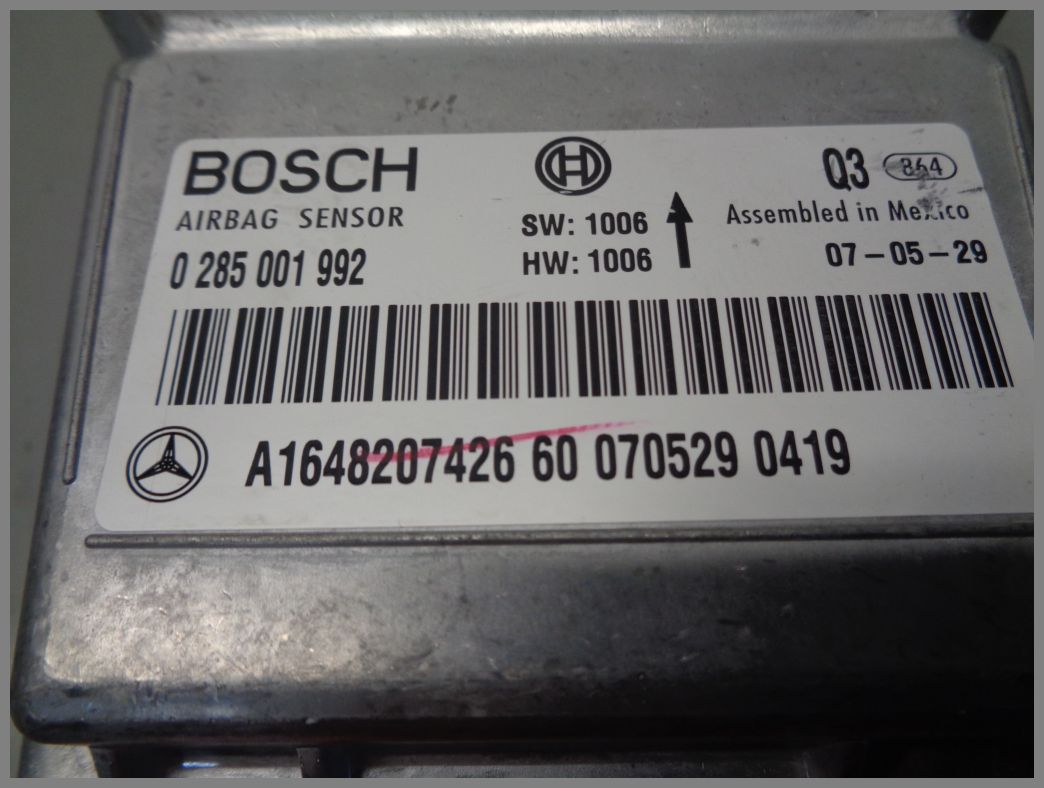 BOSCH
AIRBAG SENSOR
0 285 001 992
SW: 1006
HW: 1006
Q3 864
Assembled in Mexico
07-05-29
A1648207426 60 070529 0419